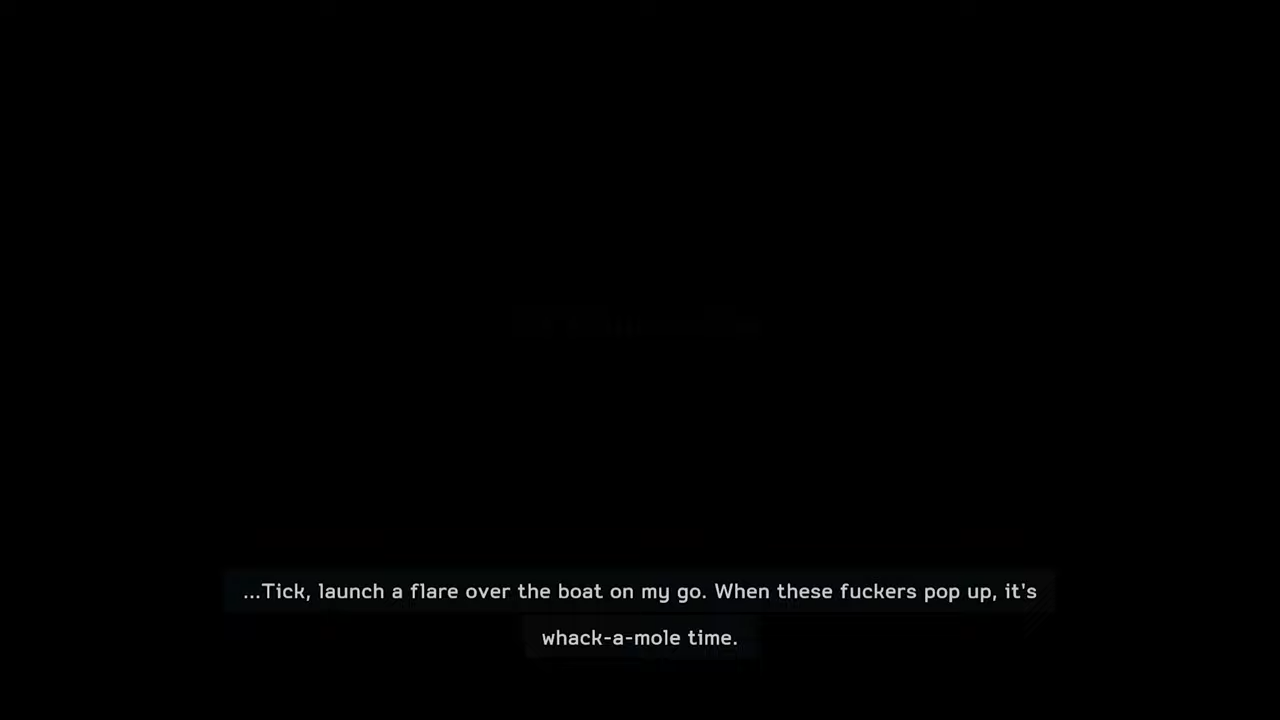 ...Tick, launch a flare over the boat on my go. When these fuckers pop up, it's
whack-a-mole time.